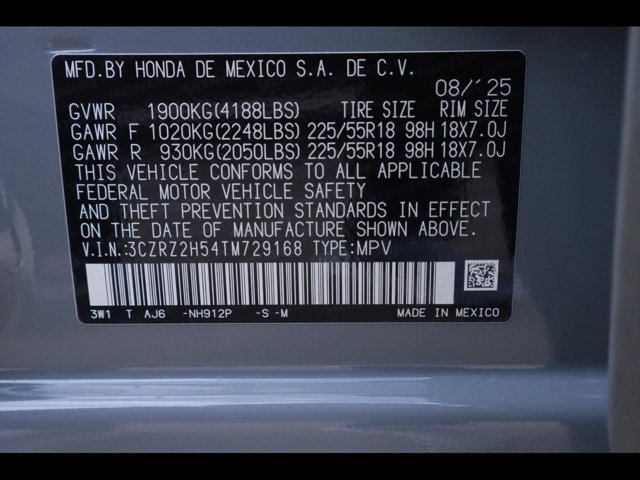 MFD.BY HONDA DE MEXICO S.A. DE C.V.
08/´25
GVWR 1900KG(4188LBS) TIRE SIZE RIM SIZE
GAWR F 1020KG(2248LBS) 225/55R18 98H 18X7.0J
GAWR R 930KG(2050LBS) 225/55R18 98H 18X7.0J
THIS VEHICLE CONFORMS TO ALL APPLICABLE
FEDERAL MOTOR VEHICLE SAFETY
AND THEFT PREVENTION STANDARDS IN EFFECT
ON THE DATE OF MANUFACTURE SHOWN ABOVE.
V.I.N.:3CZRZ2H54TM729168 TYPE:MPV
3W1 T AJ6 -NH912P -S -M MADE IN MEXICO